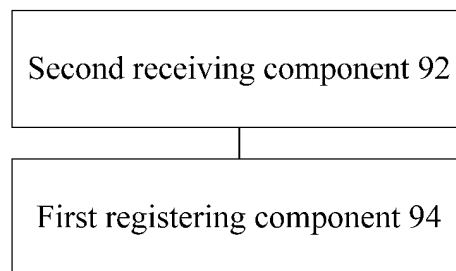 Second receiving component 92
First registering component 94